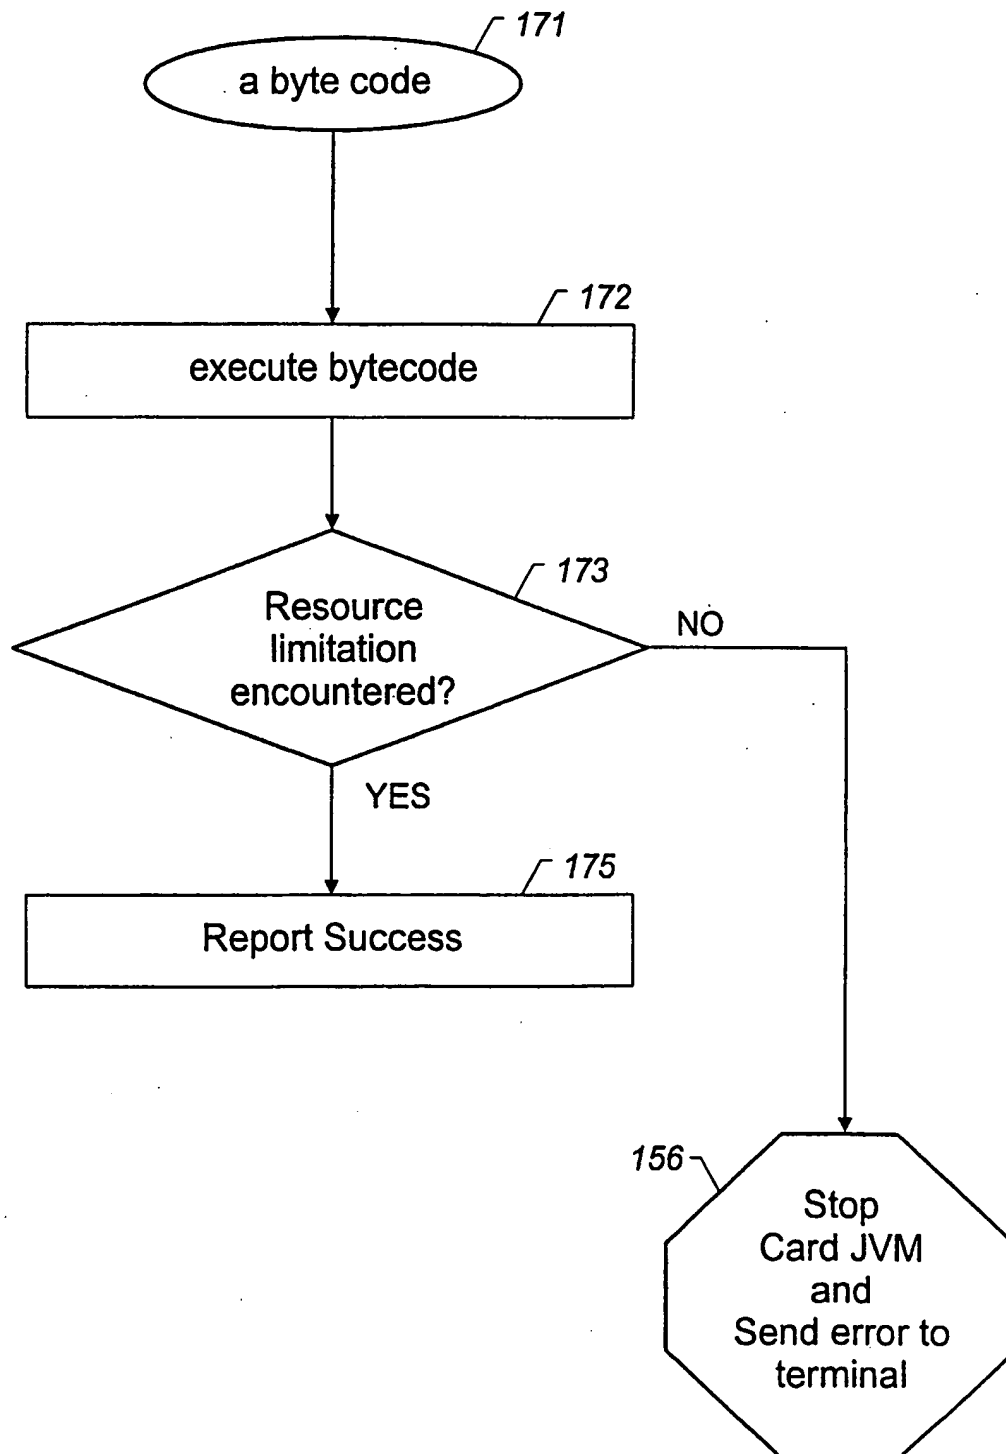 171
a byte code
172
execute bytecode
173
Resource
limitation
encountered?
NO
YES
175
Report Success
156
Stop
Card JVM
and
Send error to
terminal